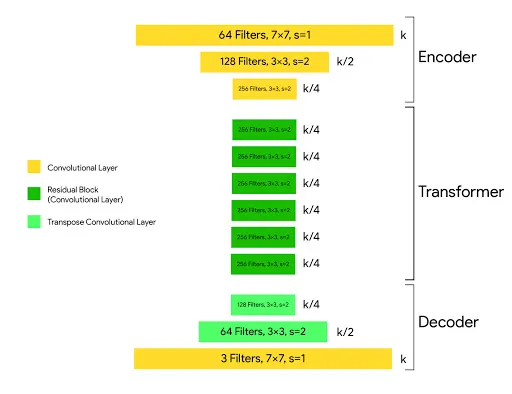 64 Filters, 7×7, s=1
k
128 Filters, 3×3, s=2
k/2
256 Filters, 3×3, s=2
k/4
Encoder
256 Filters, 3×3, s=2
k/4
256 Filters, 3×3, s=2
k/4
256 Filters, 3×3, s=2
k/4
256 Filters, 3×3, s=2
k/4
256 Filters, 3×3, s=2
k/4
256 Filters, 3×3, s=2
k/4
Transformer
Convolutional Layer
Residual Block
(Convolutional Layer)
Transpose Convolutional Layer
128 Filters, 3×3, s=2
k/4
64 Filters, 3×3, s=2
k/2
3 Filters, 7×7, s=1
k
Decoder